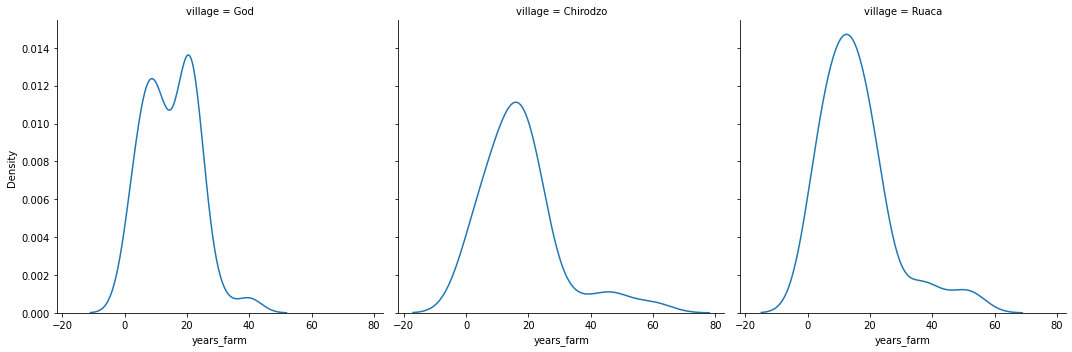 village = God
village = Chirodzo
village = Ruaca
Density
0.014
0.012
0.010
0.008
0.006
0.004
0.002
0.000
−20 0 20 40 60 80
−20 0 20 40 60 80
−20 0 20 40 60 80
years_farm
years_farm
years_farm